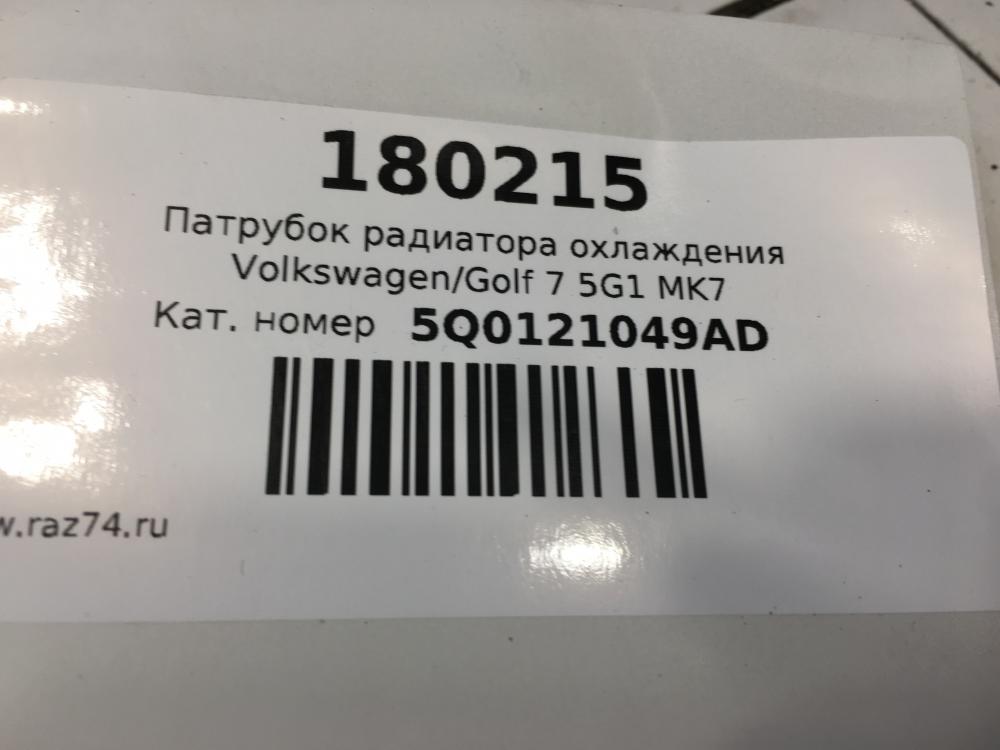 180215
Патрубок радиатора охлаждения
Volkswagen/Golf 7 5G1 MK7
Кат. номер 5Q0121049AD
w.raz74.ru